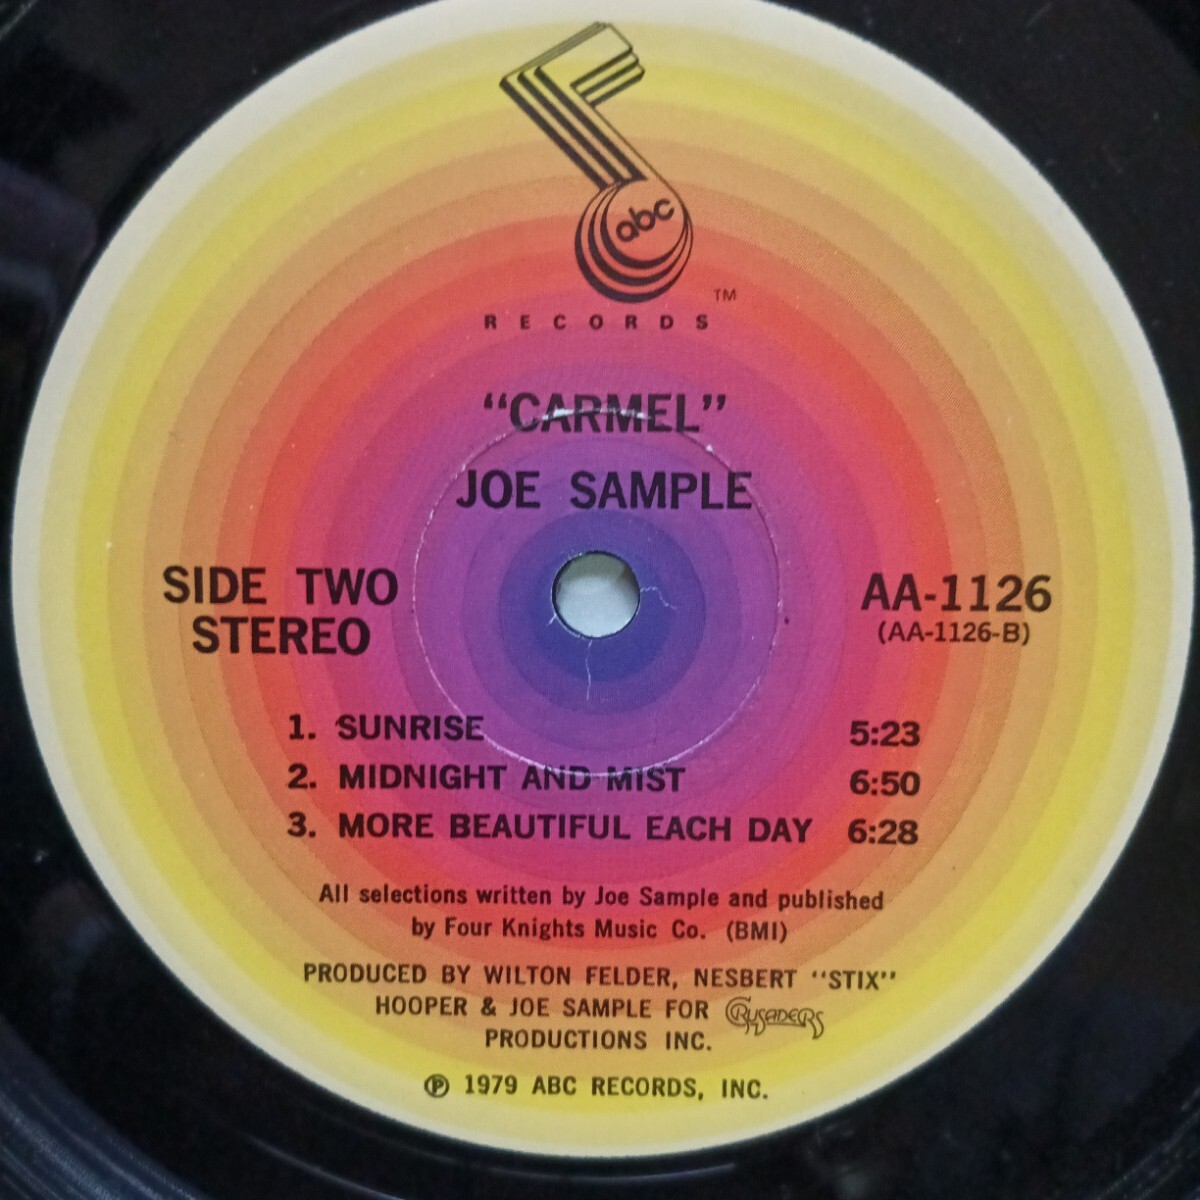 abc
TM
RECORDS
“CARMEL”
JOE SAMPLE
SIDE TWO
STEREO
AA-1126
(AA-1126-B)
1. SUNRISE 5:23
2. MIDNIGHT AND MIST 6:50
3. MORE BEAUTIFUL EACH DAY 6:28
All selections written by Joe Sample and published
by Four Knights Music Co. (BMI)
PRODUCED BY WILTON FELDER, NESBERT “STIX”
HOOPER & JOE SAMPLE FOR CRUSADERS
PRODUCTIONS INC.
℗ 1979 ABC RECORDS, INC.